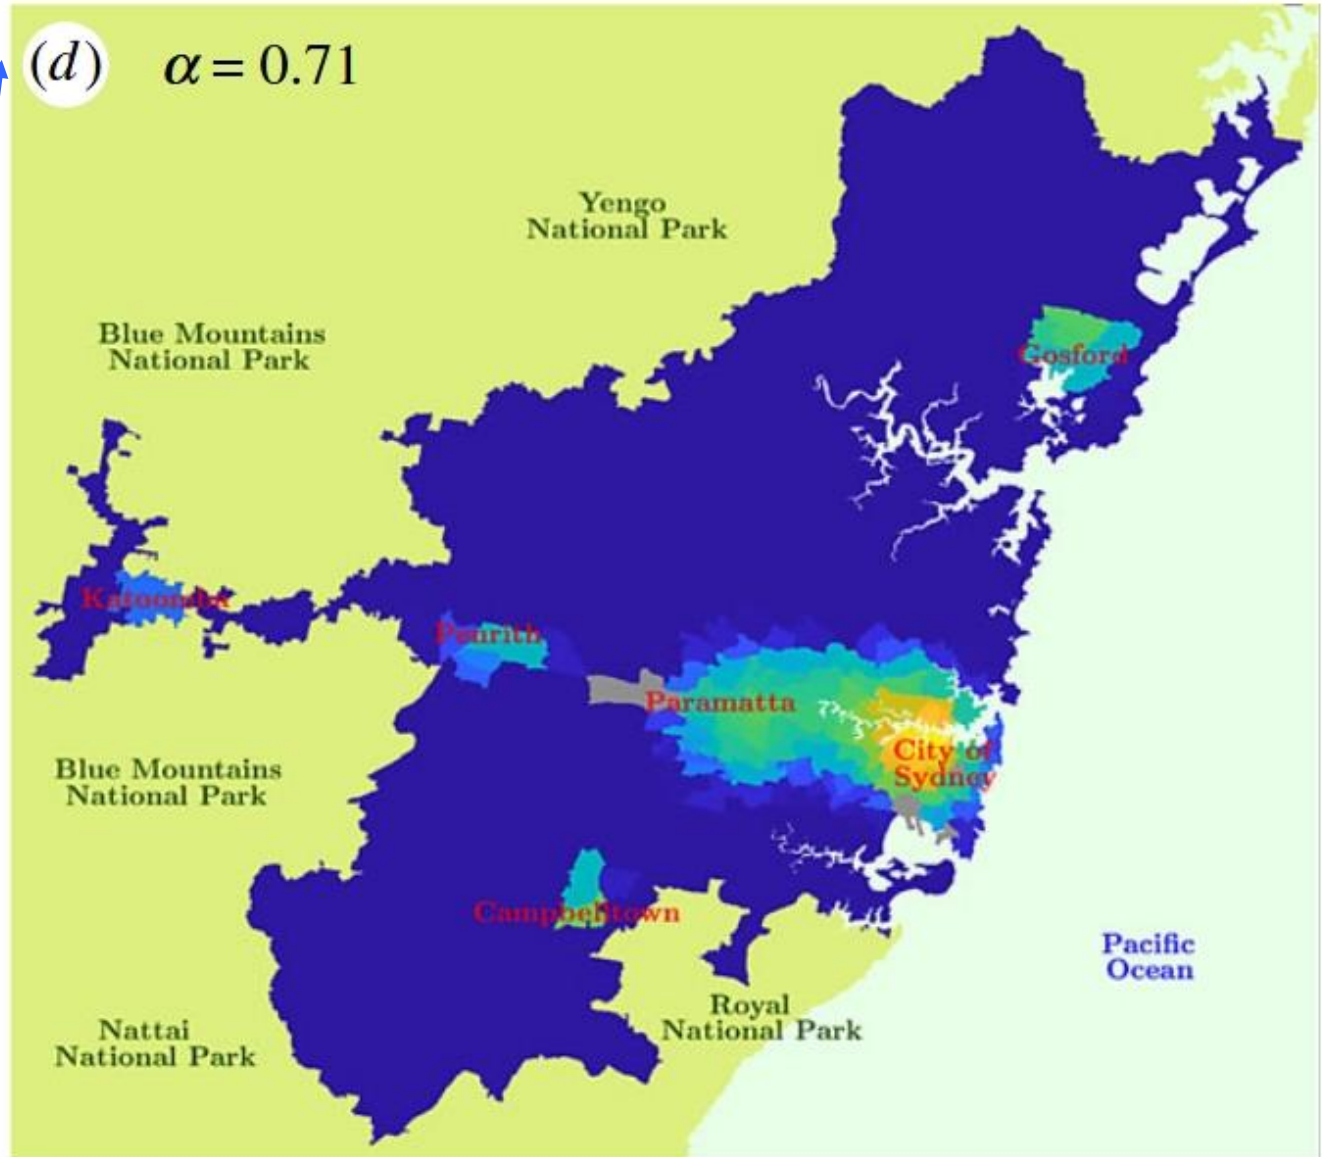 (d) α = 0.71
Yengo
National Park
Blue Mountains
National Park
Gosford
Katoomba
Penrith
Paramatta
City of
Sydney
Blue Mountains
National Park
Campbelltown
Pacific
Ocean
Royal
National Park
Nattai
National Park